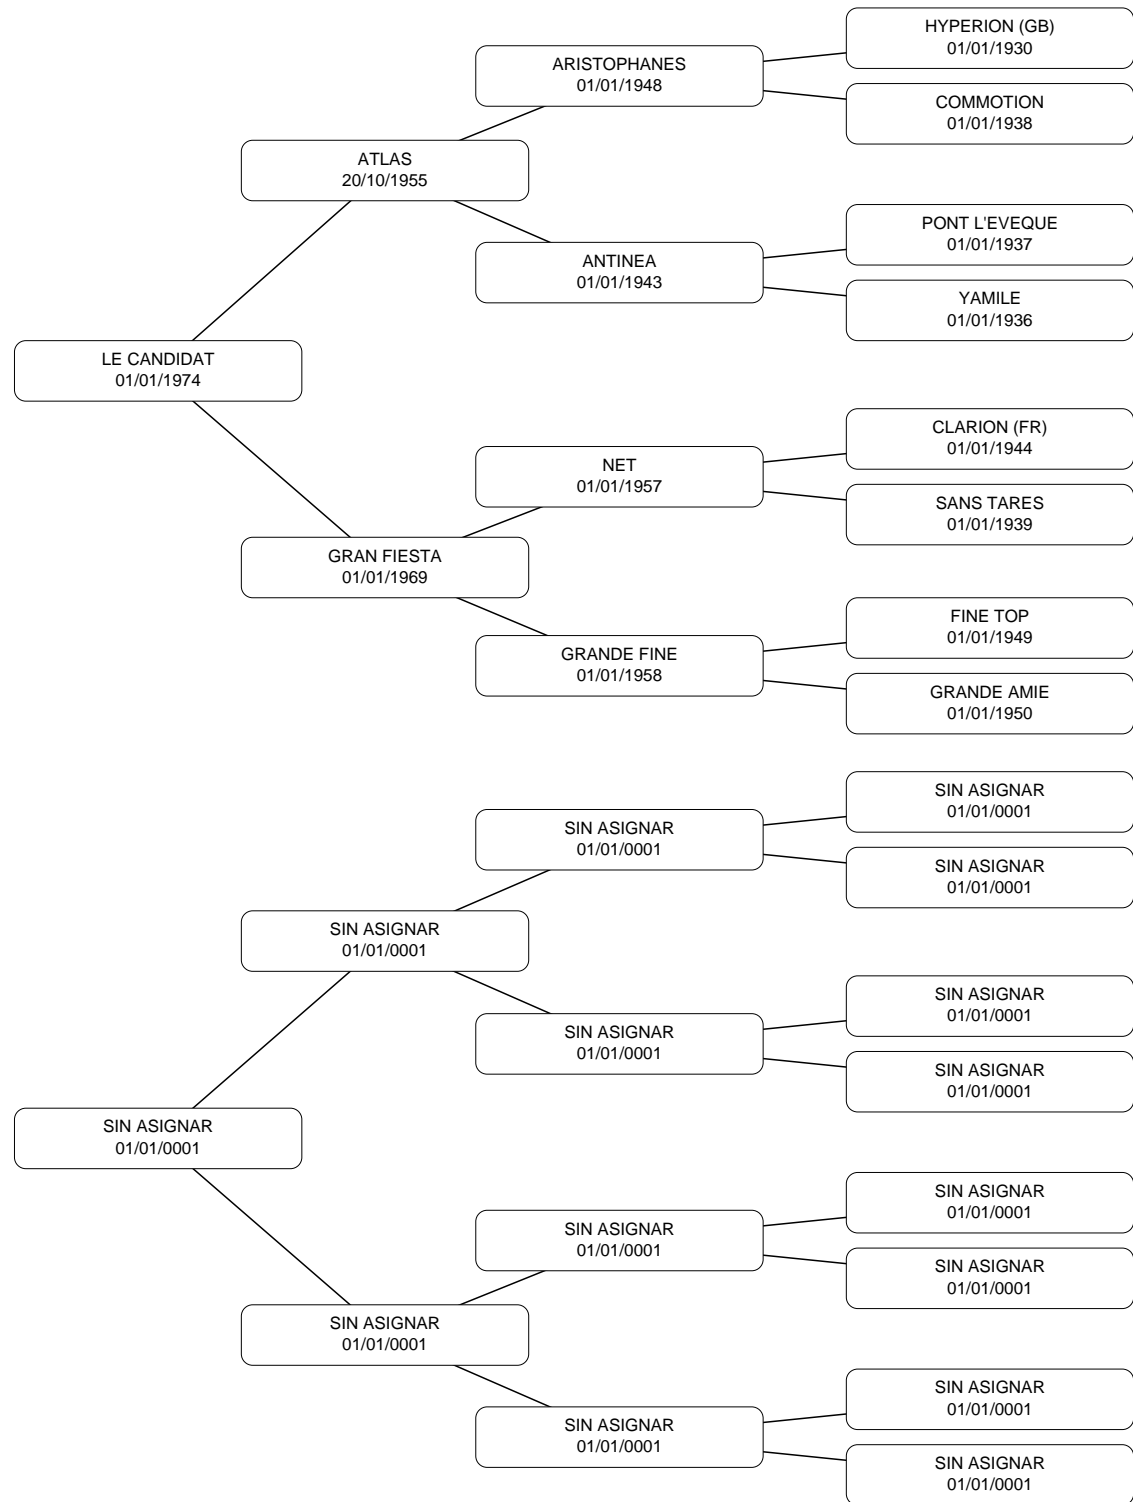 HYPERION (GB)
01/01/1930
ARISTOPHANES
01/01/1948
COMMOTION
01/01/1938
ATLAS
20/10/1955
PONT L'EVEQUE
01/01/1937
ANTINEA
01/01/1943
YAMILE
01/01/1936
LE CANDIDAT
01/01/1974
CLARION (FR)
01/01/1944
NET
01/01/1957
SANS TARES
01/01/1939
GRAN FIESTA
01/01/1969
FINE TOP
01/01/1949
GRANDE FINE
01/01/1958
GRANDE AMIE
01/01/1950
SIN ASIGNAR
01/01/0001
SIN ASIGNAR
01/01/0001
SIN ASIGNAR
01/01/0001
SIN ASIGNAR
01/01/0001
SIN ASIGNAR
01/01/0001
SIN ASIGNAR
01/01/0001
SIN ASIGNAR
01/01/0001
SIN ASIGNAR
01/01/0001
SIN ASIGNAR
01/01/0001
SIN ASIGNAR
01/01/0001
SIN ASIGNAR
01/01/0001
SIN ASIGNAR
01/01/0001
SIN ASIGNAR
01/01/0001
SIN ASIGNAR
01/01/0001
SIN ASIGNAR
01/01/0001